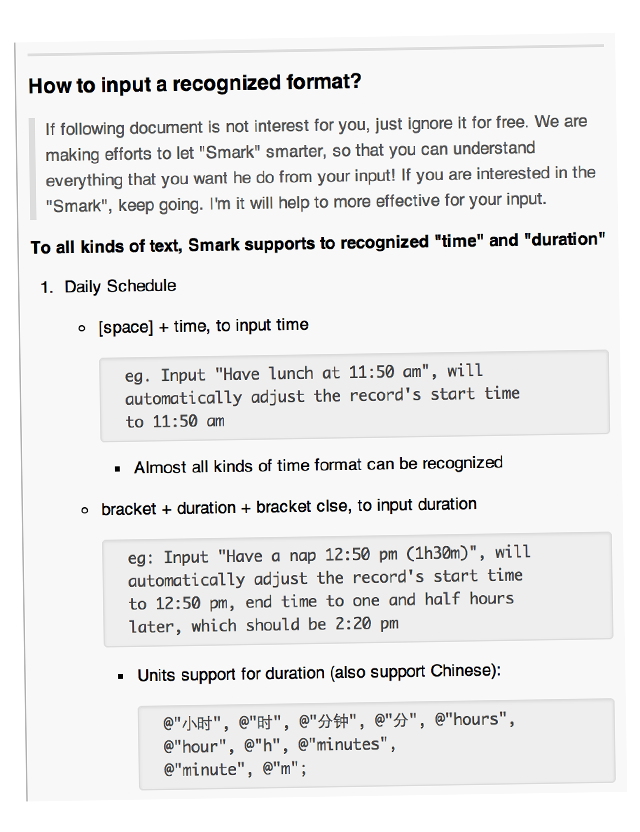 How to input a recognized format?
If following document is not interest for you, just ignore it for free. We are
making efforts to let "Smark" smarter, so that you can understand
everything that you want he do from your input! If you are interested in the
"Smark", keep going. I'm it will help to more effective for your input.
To all kinds of text, Smark supports to recognized "time" and "duration"
1. Daily Schedule
[space] + time, to input time
eg. Input "Have lunch at 11:50 am", will
automatically adjust the record's start time
to 11:50 am
Almost all kinds of time format can be recognized
bracket + duration + bracket clse, to input duration
eg: Input "Have a nap 12:50 pm (1h30m)", will
automatically adjust the record's start time
to 12:50 pm, end time to one and half hours
later, which should be 2:20 pm
Units support for duration (also support Chinese):
@"小时", @"时", @"分钟", @"分", @"hours",
@"hour", @"h", @"minutes",
@"minute", @"m";